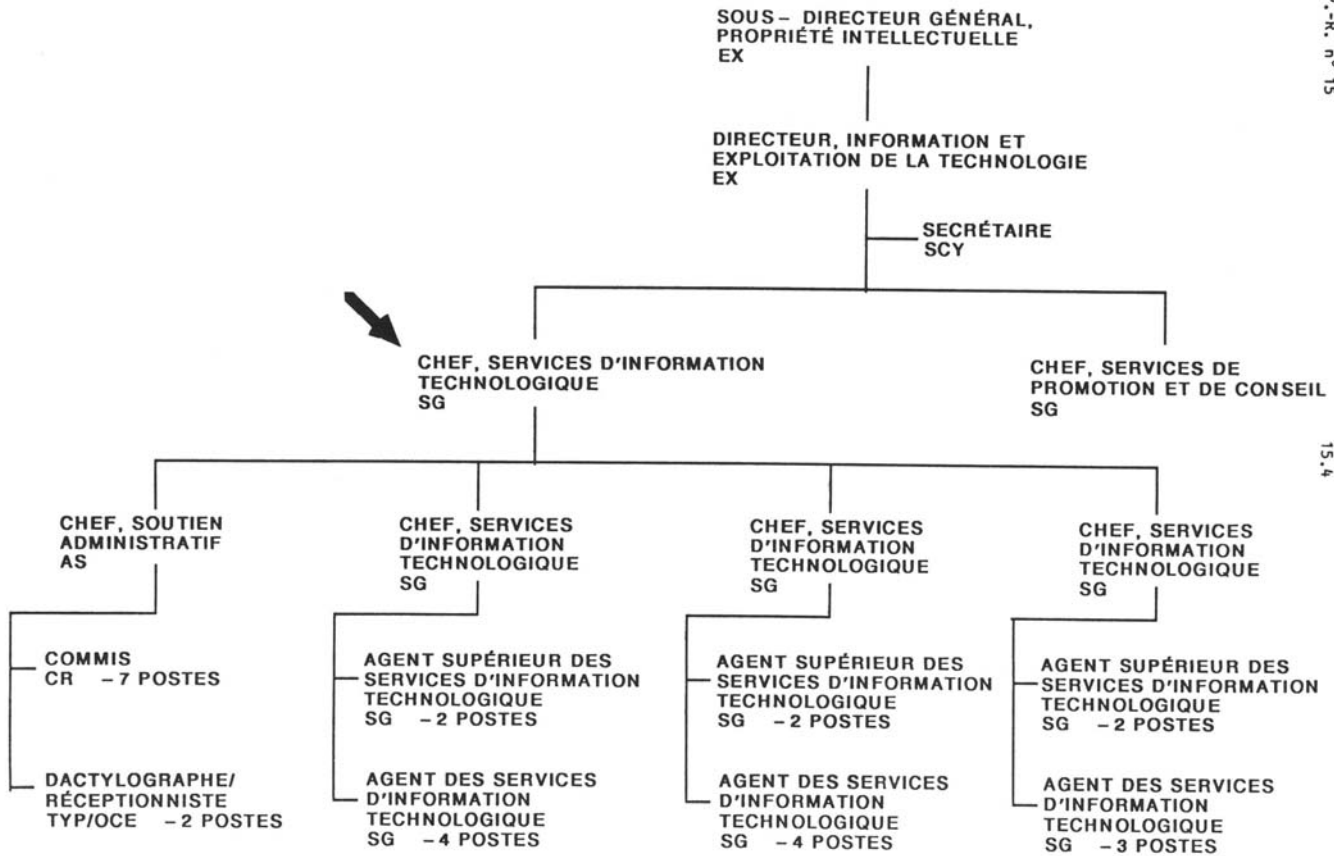 SOUS- DIRECTEUR GÉNÉRAL,
PROPRIÉTÉ INTELLECTUELLE
EX
DIRECTEUR, INFORMATION ET
EXPLOITATION DE LA TECHNOLOGIE
EX
SECRÉTAIRE
SCY
CHEF, SERVICES D'INFORMATION
TECHNOLOGIQUE
SG
CHEF, SERVICES DE
PROMOTION ET DE CONSEIL
SG
CHEF, SOUTIEN
ADMINISTRATIF
AS
COMMIS
CR -7 POSTES
DACTYLOGRAPHE/
RÉCEPTIONNISTE
TYP/OCE -2 POSTES
CHEF, SERVICES
D'INFORMATION
TECHNOLOGIQUE
SG
AGENT SUPÉRIEUR DES
SERVICES D'INFORMATION
TECHNOLOGIQUE
SG -2 POSTES
AGENT DES SERVICES
D'INFORMATION
TECHNOLOGIQUE
SG -4 POSTES
CHEF, SERVICES
D'INFORMATION
TECHNOLOGIQUE
SG
AGENT SUPÉRIEUR DES
SERVICES D'INFORMATION
TECHNOLOGIQUE
SG -2 POSTES
AGENT DES SERVICES
D'INFORMATION
TECHNOLOGIQUE
SG -4 POSTES
CHEF, SERVICES
D'INFORMATION
TECHNOLOGIQUE
SG
AGENT SUPÉRIEUR DES
SERVICES D'INFORMATION
TECHNOLOGIQUE
SG -2 POSTES
AGENT DES SERVICES
D'INFORMATION
TECHNOLOGIQUE
SG -3 POSTES
nº 15
15.4